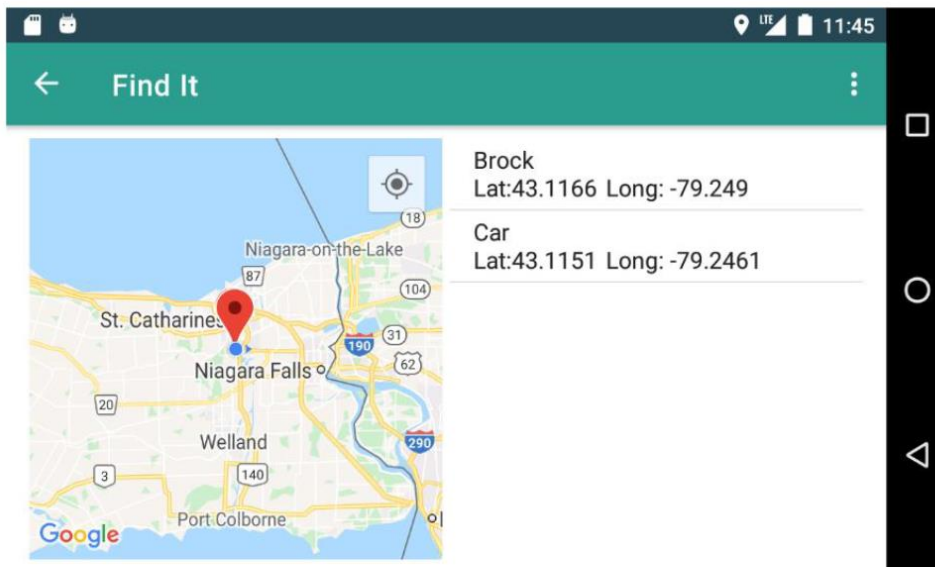 LTE 11:45
Find It
18
Niagara-on-the-Lake
87
104
St. Catharines
31
190
62
Niagara Falls
20
Welland
290
3
140
Port Colborne
Google
Brock
Lat:43.1166 Long: -79.249
Car
Lat:43.1151 Long: -79.2461